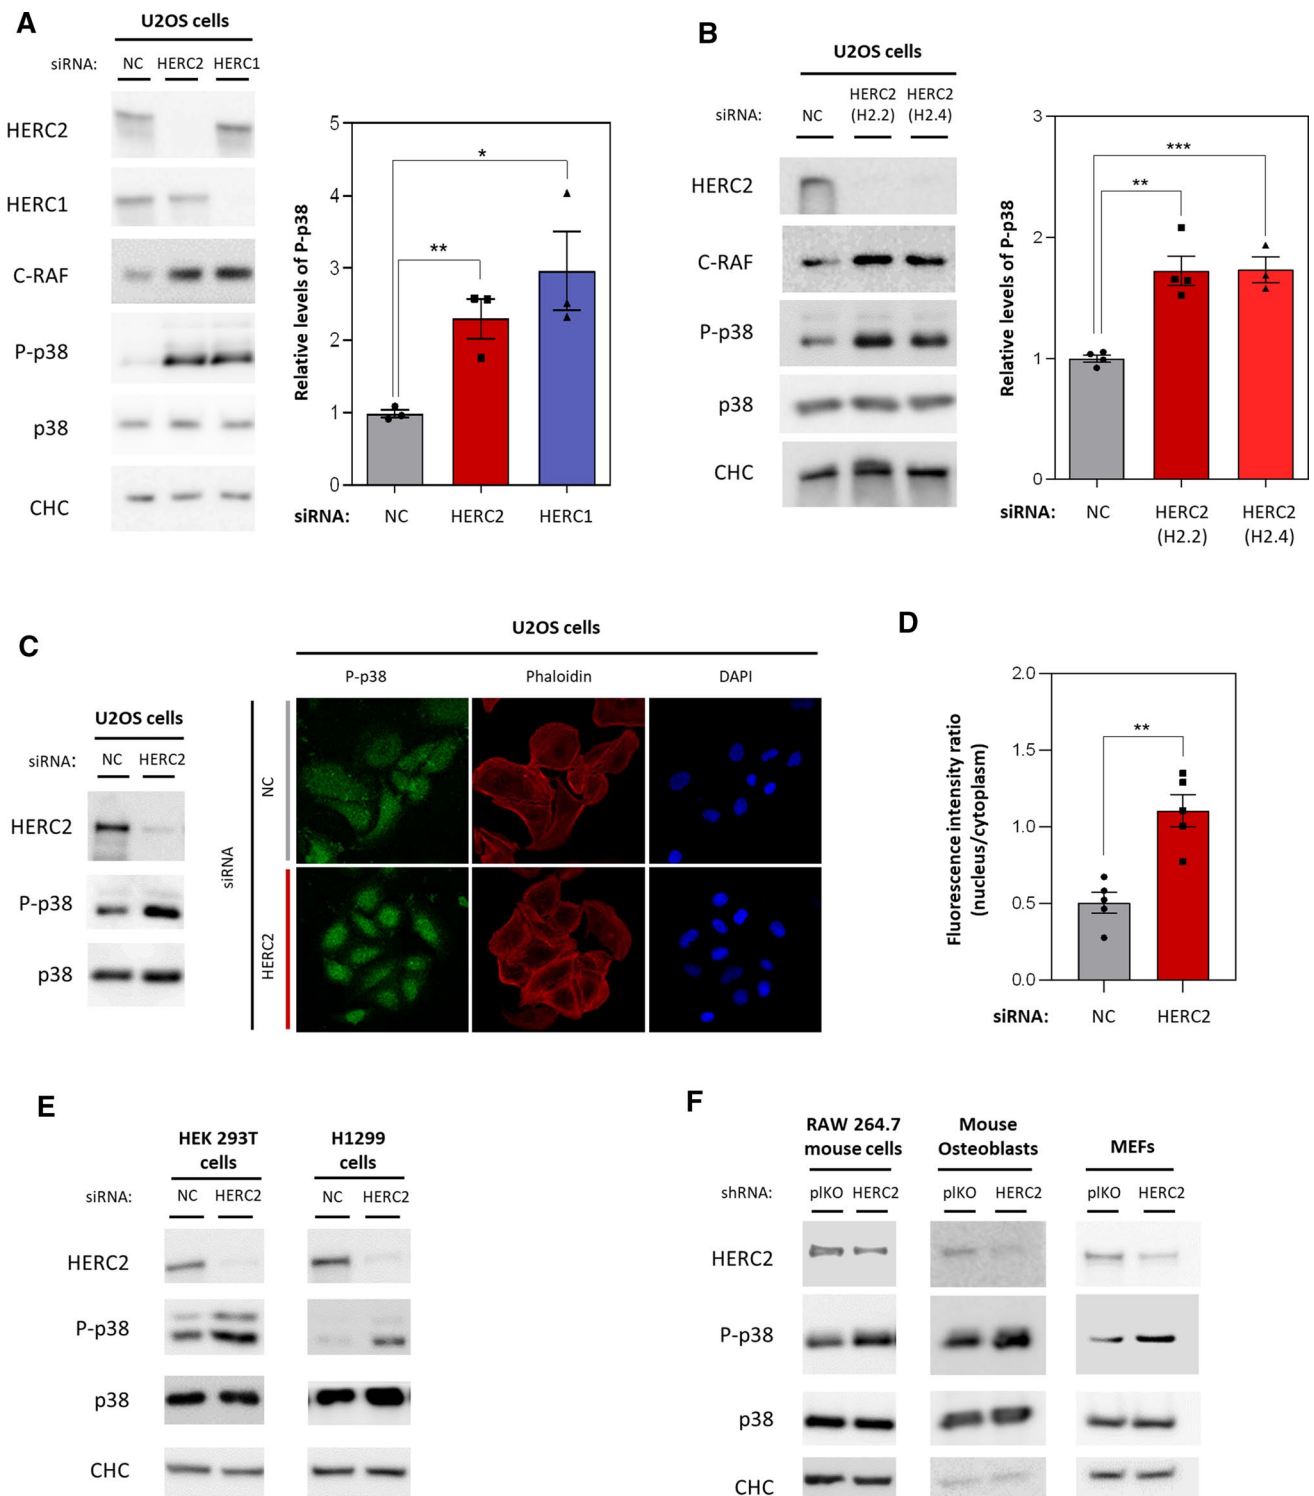 A
U2OS cells
siRNA: NC HERC2 HERC1
HERC2
HERC1
C-RAF
P-p38
p38
CHC
Relative levels of P-p38
5
4
3
2
1
0
*
**
siRNA: NC HERC2 HERC1
B
U2OS cells
siRNA: NC HERC2 (H2.2) HERC2 (H2.4)
HERC2
C-RAF
P-p38
p38
CHC
Relative levels of P-p38
3
2
1
0
***
**
siRNA: NC HERC2 (H2.2) HERC2 (H2.4)
C
U2OS cells
siRNA: NC HERC2
HERC2
P-p38
p38
U2OS cells
P-p38 Phaloidin DAPI
siRNA
NC
HERC2
D
Fluorescence intensity ratio
(nucleus/cytoplasm)
2.0
1.5
1.0
0.5
0.0
**
siRNA: NC HERC2
E
HEK 293T
cells
H1299
cells
siRNA: NC HERC2 NC HERC2
HERC2
P-p38
p38
CHC
F
RAW 264.7
mouse cells
Mouse
Osteoblasts
MEFs
shRNA: plKO HERC2 plKO HERC2 plKO HERC2
HERC2
P-p38
p38
CHC